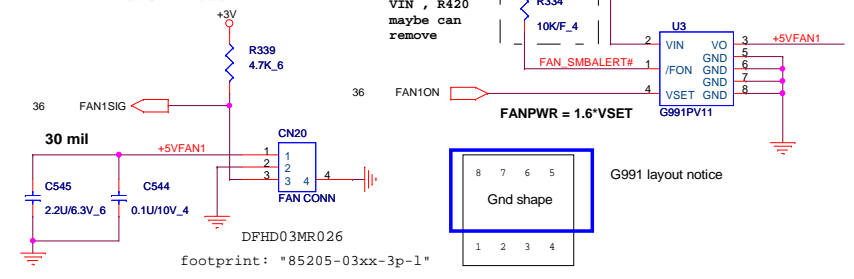 VIN , R420
maybe can
remove
R334
10K/F_4
+3V
R339
4.7K_6
U3
2 VIN VO 3 +5VFAN1
GND 5
FAN_SMBALERT# 1 /FON GND 6
GND 7
4 VSET GND 8
G991PV11
36 FAN1SIG
36 FAN1ON
FANPWR = 1.6*VSET
30 mil
+5VFAN1
CN20
1 1
2 2
3 3 4 4
FAN CONN
C545
2.2U/6.3V_6
C544
0.1U/10V_4
8 7 6 5
Gnd shape
1 2 3 4
G991 layout notice
DFHD03MR026
footprint: "85205-03xx-3p-l"